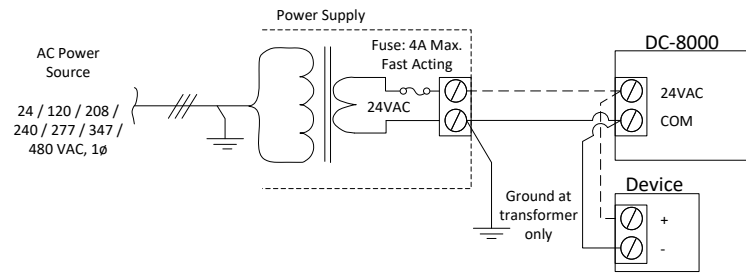 Power Supply
AC Power
Source
24 / 120 / 208 /
240 / 277 / 347 /
480 VAC, 1ø
Fuse: 4A Max.
Fast Acting
24VAC
DC-8000
24VAC
COM
Ground at
transformer
only
Device
+
-